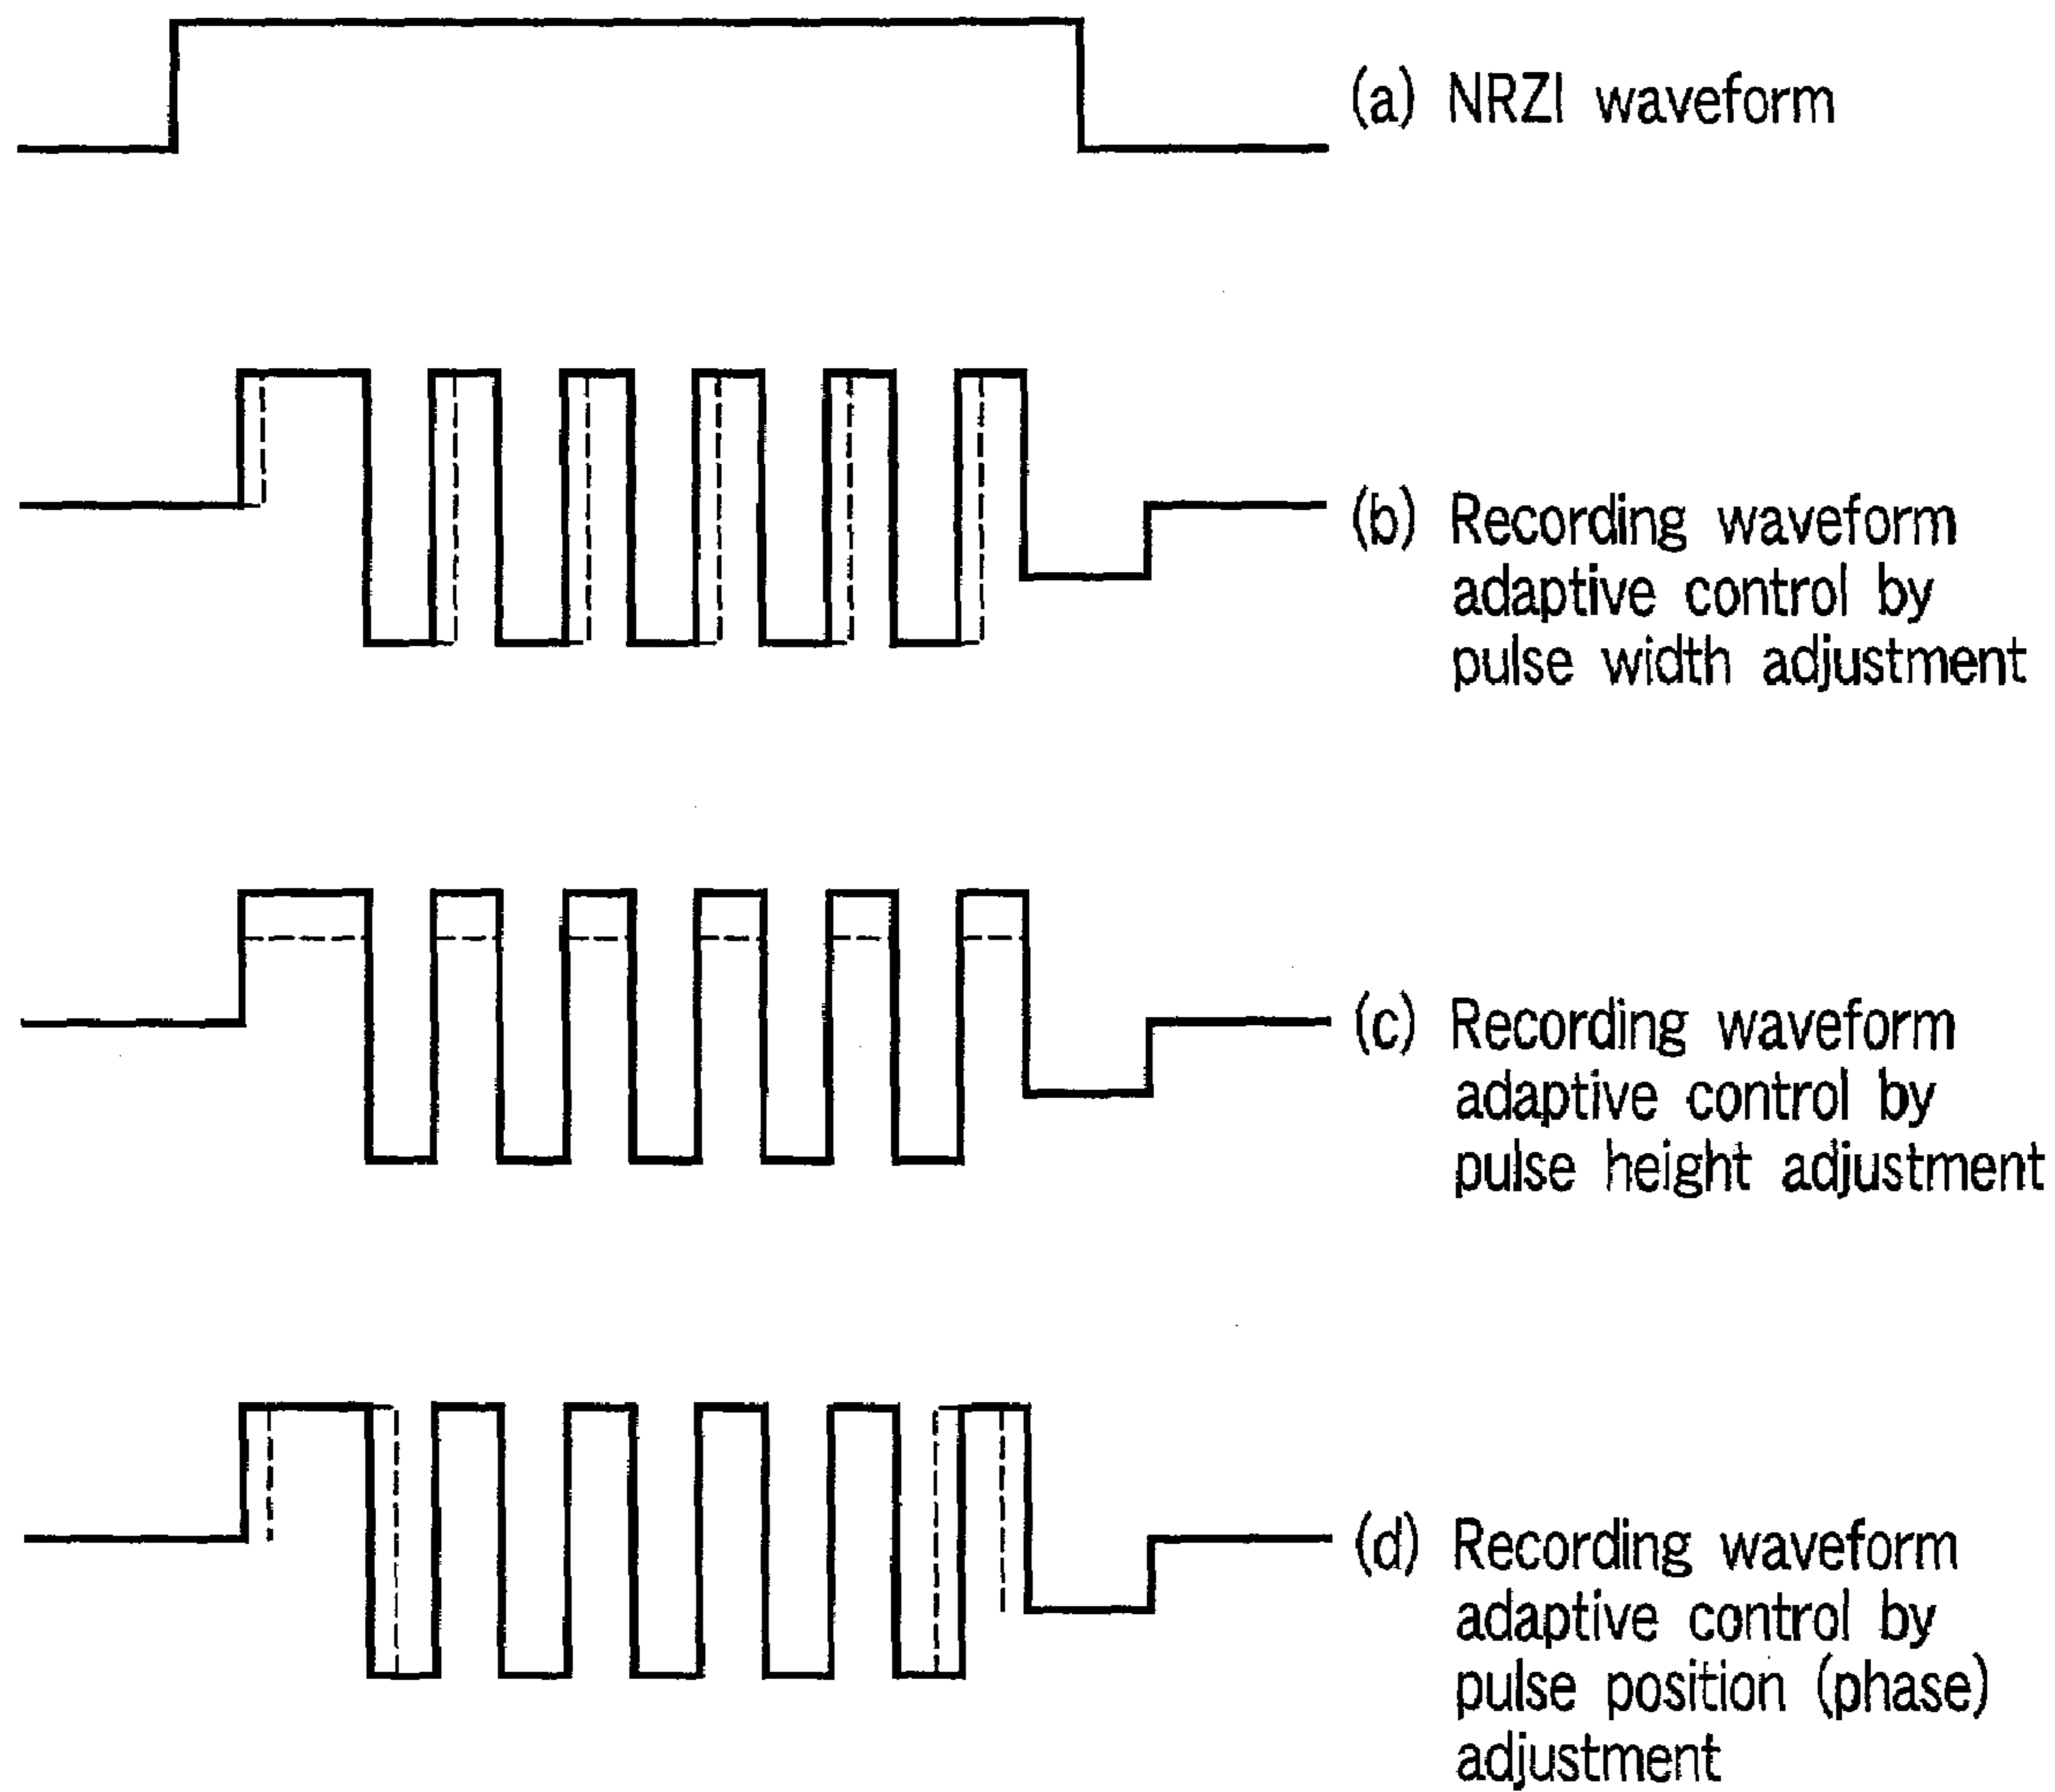 (a) NRZI waveform
(b) Recording waveform
adaptive control by
pulse width adjustment
(c) Recording waveform
adaptive control by
pulse height adjustment
(d) Recording waveform
adaptive control by
pulse position (phase)
adjustment